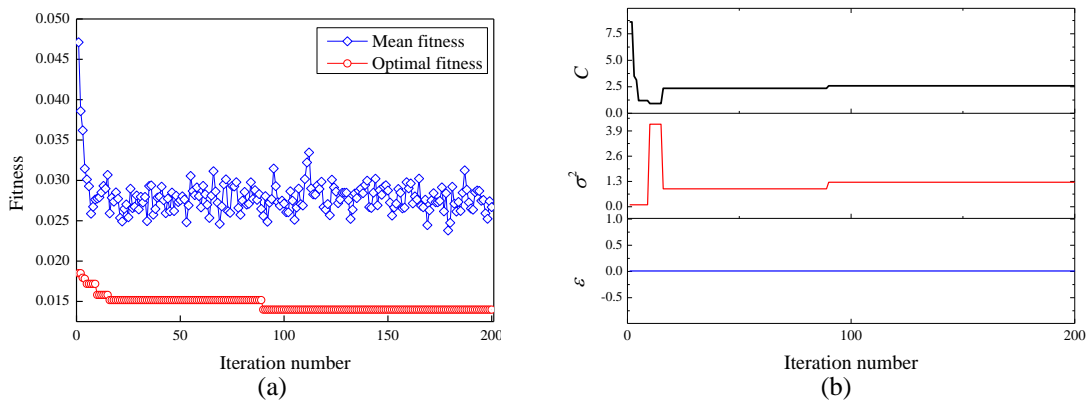 0.050
0.045
0.040
0.035
0.030
0.025
0.020
0.015
Fitness
Mean fitness
Optimal fitness
0
50
100
150
200
Iteration number
(a)
7.5
5.0
2.5
0.0
C
3.9
2.6
1.3
0.0
σ²
1.0
0.5
0.0
-0.5
ε
0
100
200
Iteration number
(b)